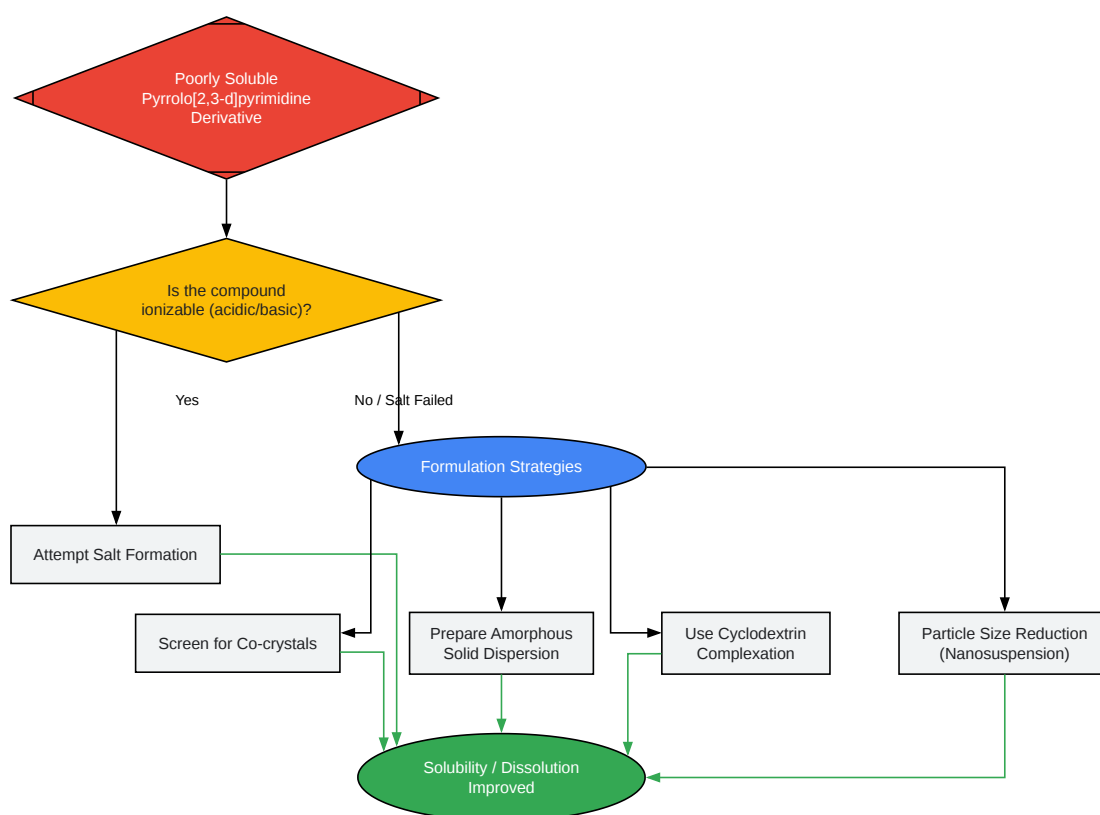 Poorly Soluble
Pyrrolo[2,3-d]pyrimidine
Derivative
Is the compound
ionizable (acidic/basic)?
Yes
No / Salt Failed
Formulation Strategies
Attempt Salt Formation
Screen for Co-crystals
Prepare Amorphous
Solid Dispersion
Use Cyclodextrin
Complexation
Particle Size Reduction
(Nanosuspension)
Solubility / Dissolution
Improved